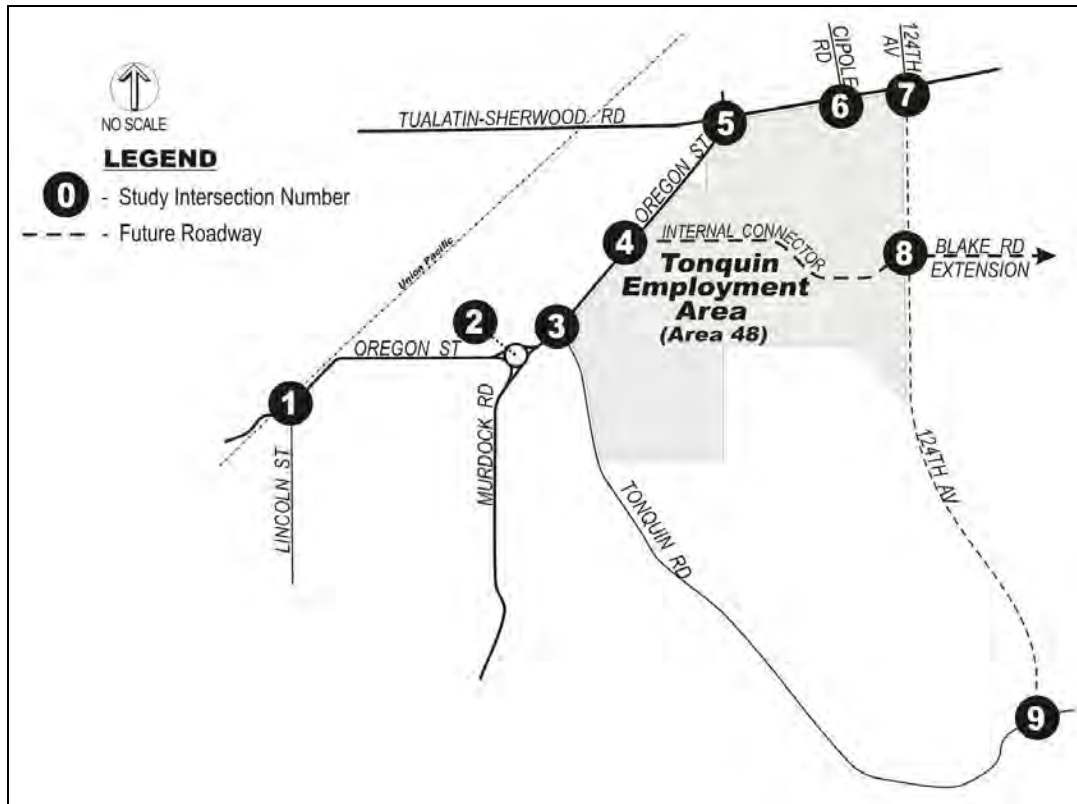 NO SCALE
LEGEND
0 - Study Intersection Number
- Future Roadway
CIPOLE
RD
124TH
AV
TUALATIN-SHERWOOD RD
5
6
7
OREGON ST
Union Pacific
4
INTERNAL CONNECTOR
8
BLAKE RD
EXTENSION
Tonquin
Employment
Area
(Area 48)
2
3
OREGON ST
1
LINCOLN ST
MURDOCK RD
TONQUIN RD
124TH AV
9